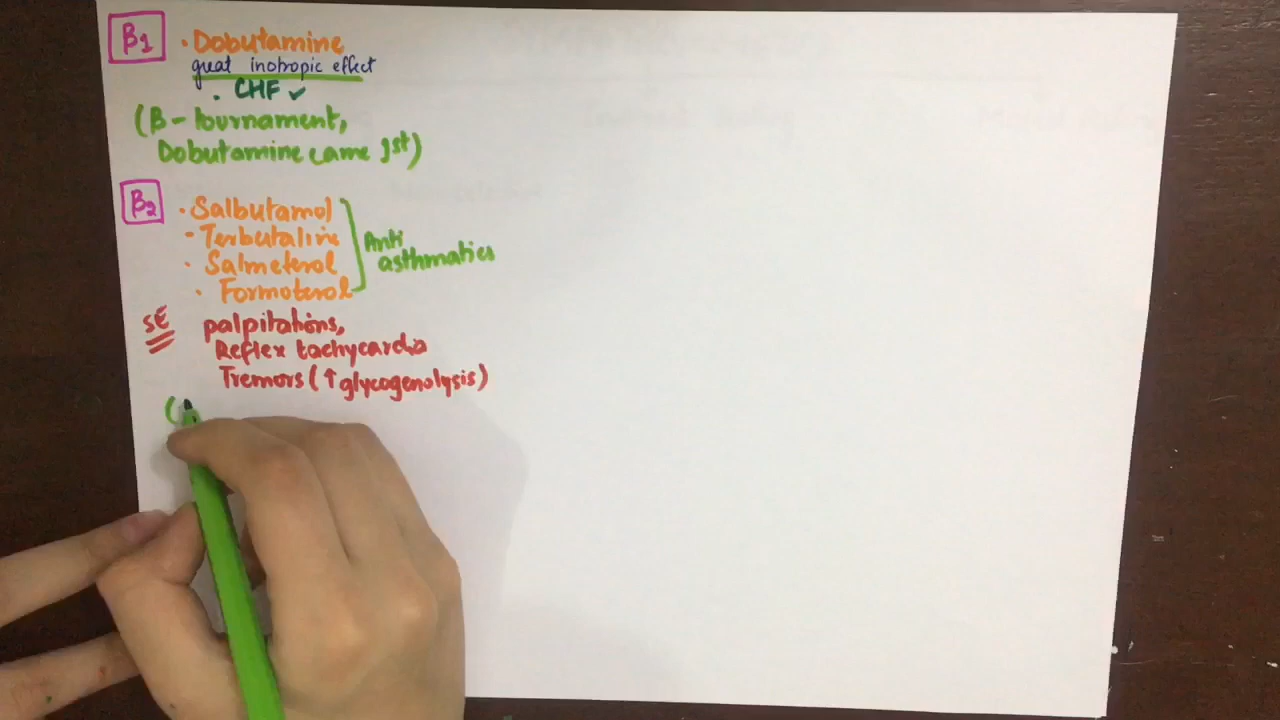 β1
• Dobutamine
great inotropic effect
. CHF ✓
(B-tournament,
Dobutamine came 1st)
β2
• Salbutamol
- Terbutaline
• Salmeterol
• Formoterol
Anti
asthmatics
SE
palpitations,
Reflex tachycardia
Tremors (↑glycogenolysis)
(